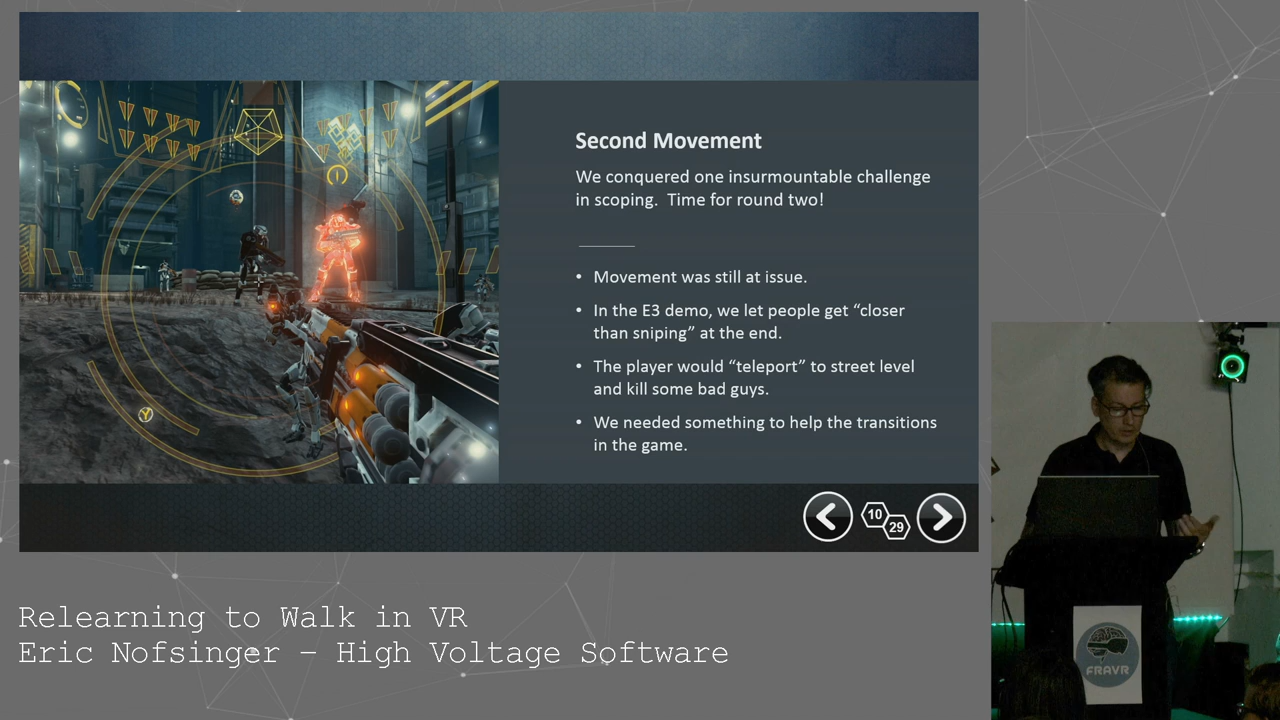 Second Movement
We conquered one insurmountable challenge
in scoping. Time for round two!
• Movement was still at issue.
• In the E3 demo, we let people get “closer
than sniping” at the end.
• The player would “teleport” to street level
and kill some bad guys.
• We needed something to help the transitions
in the game.
10
29
Y
FRAVR
Relearning to Walk in VR
Eric Nofsinger – High Voltage Software